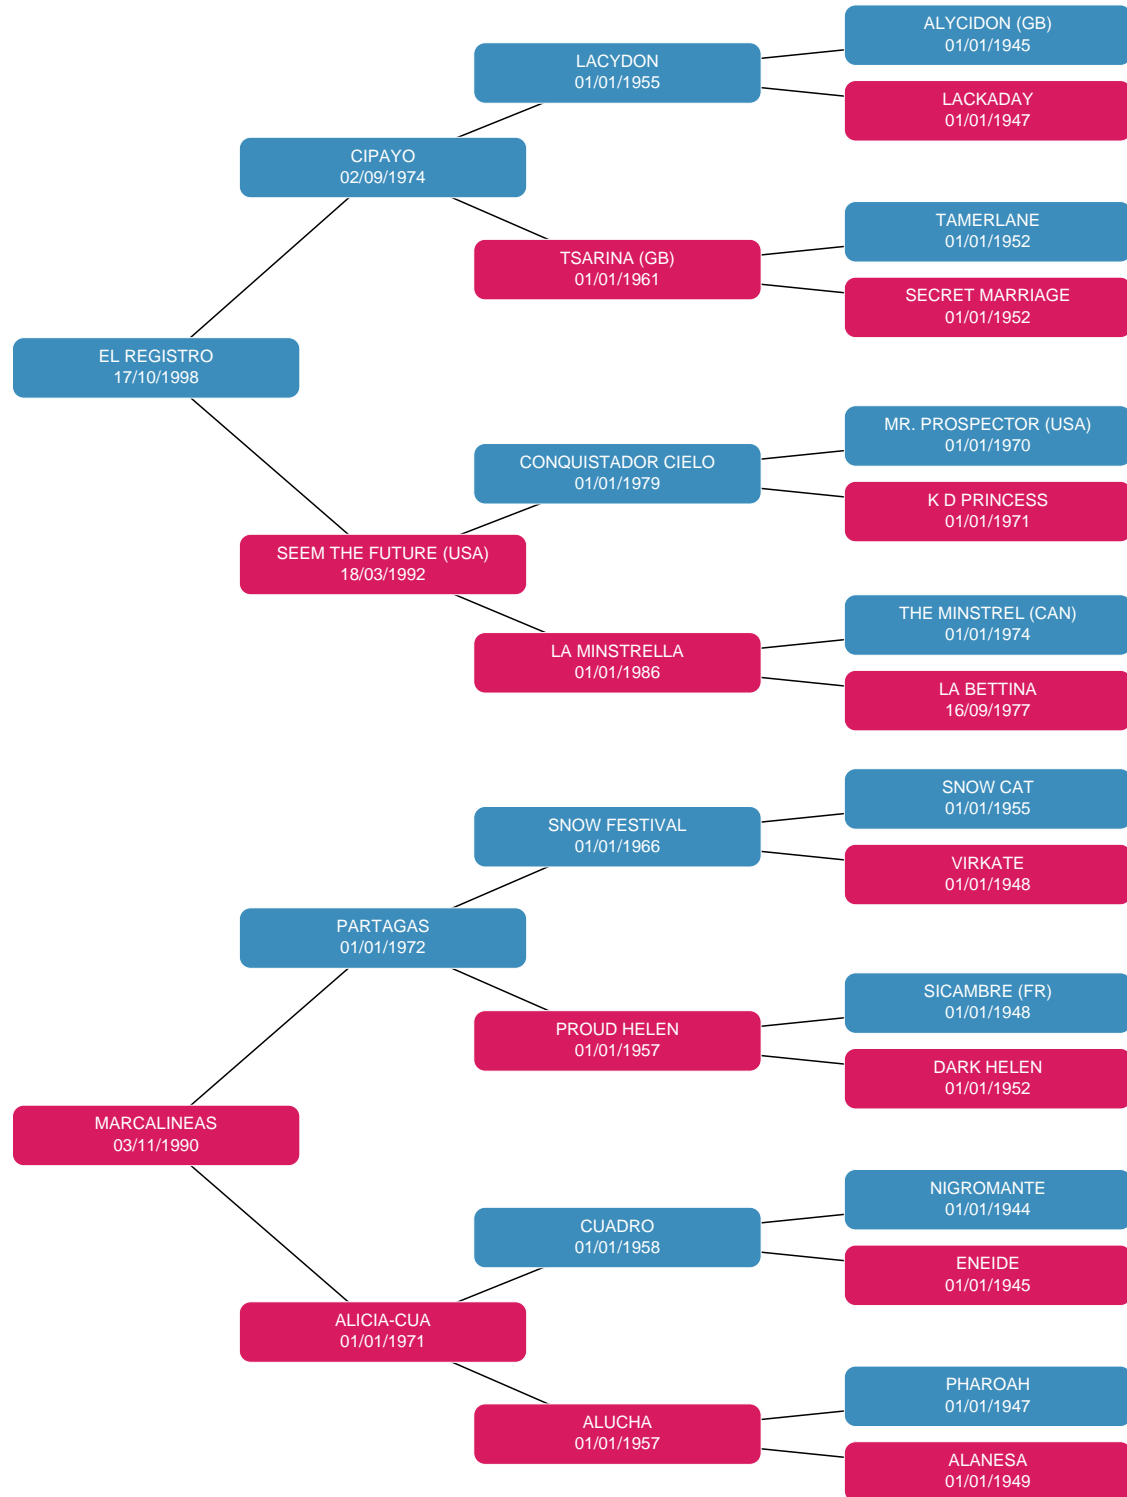 ALYCIDON (GB)
01/01/1945
LACYDON
01/01/1955
LACKADAY
01/01/1947
CIPAYO
02/09/1974
TAMERLANE
01/01/1952
TSARINA (GB)
01/01/1961
SECRET MARRIAGE
01/01/1952
EL REGISTRO
17/10/1998
MR. PROSPECTOR (USA)
01/01/1970
CONQUISTADOR CIELO
01/01/1979
K D PRINCESS
01/01/1971
SEEM THE FUTURE (USA)
18/03/1992
THE MINSTREL (CAN)
01/01/1974
LA MINSTRELLA
01/01/1986
LA BETTINA
16/09/1977
SNOW CAT
01/01/1955
SNOW FESTIVAL
01/01/1966
VIRKATE
01/01/1948
PARTAGAS
01/01/1972
SICAMBRE (FR)
01/01/1948
PROUD HELEN
01/01/1957
DARK HELEN
01/01/1952
MARCALINEAS
03/11/1990
NIGROMANTE
01/01/1944
CUADRO
01/01/1958
ENEIDE
01/01/1945
ALICIA-CUA
01/01/1971
PHAROAH
01/01/1947
ALUCHA
01/01/1957
ALANESA
01/01/1949